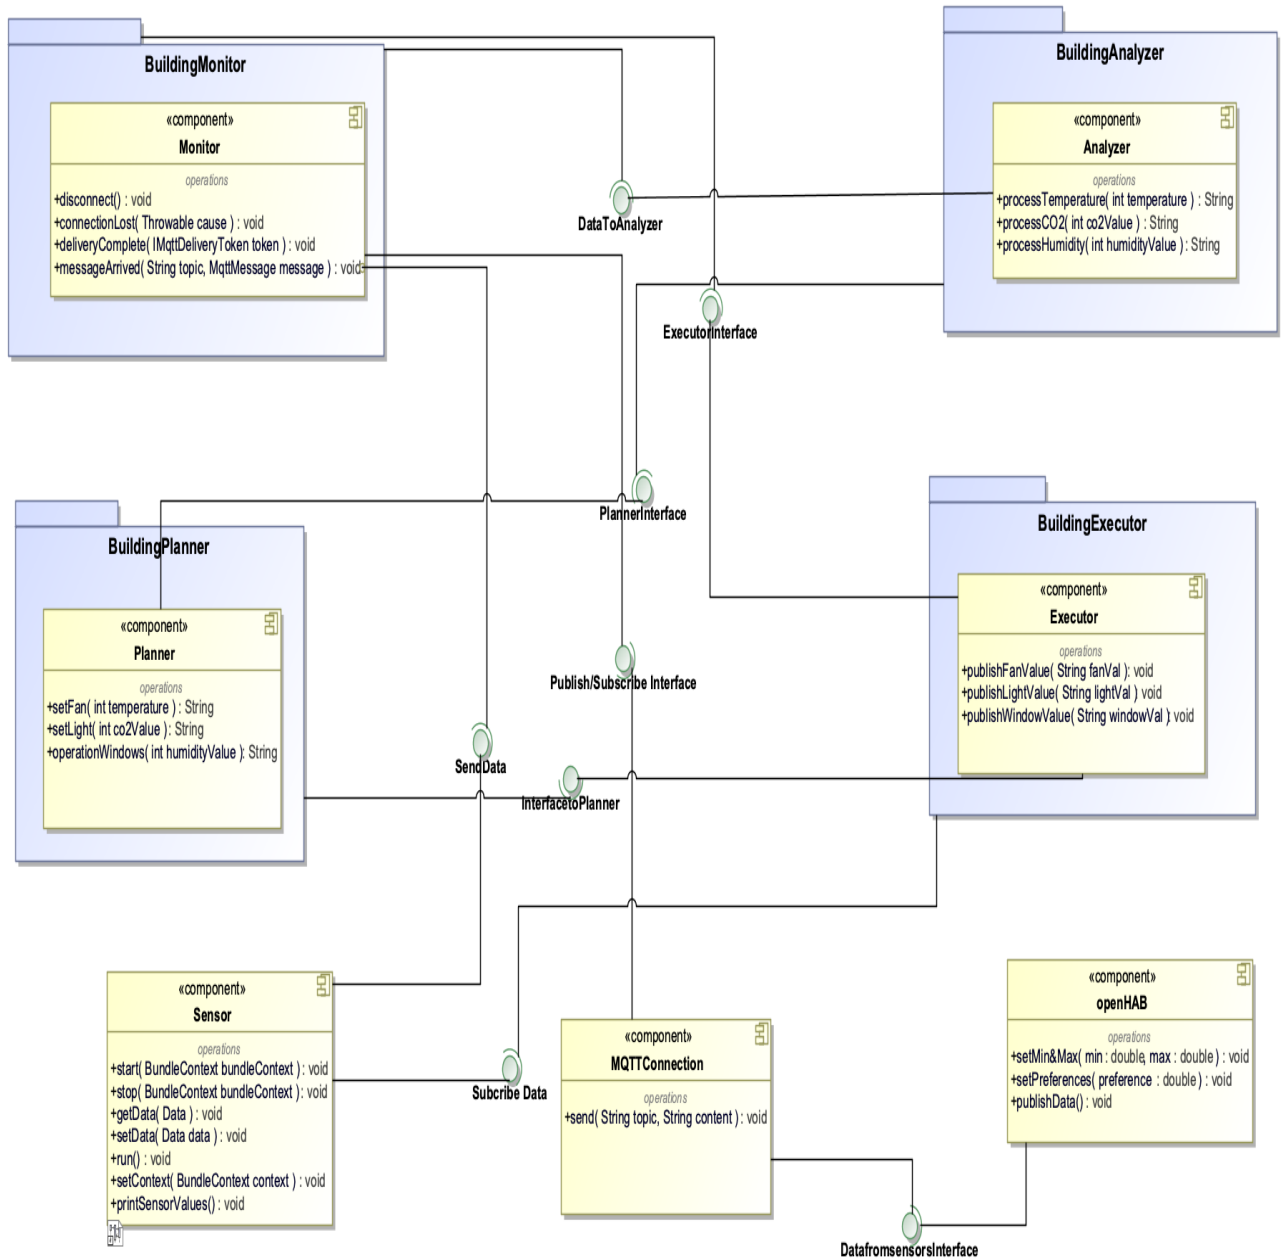 BuildingMonitor
«component»
Monitor
operations
+disconnect() : void
+connectionLost( Throwable cause ) : void
+deliveryComplete( IMqttDeliveryToken token ) : void
+messageArrived( String topic, MqttMessage message ) : void
BuildingAnalyzer
«component»
Analyzer
operations
+processTemperature( int temperature ) : String
+processCO2( int co2Value ) : String
+processHumidity( int humidityValue ) : String
DataToAnalyzer
ExecutorInterface
PlannerInterface
BuildingPlanner
«component»
Planner
operations
+setFan( int temperature ) : String
+setLight( int co2Value ) : String
+operationWindows( int humidityValue ): String
BuildingExecutor
«component»
Executor
operations
+publishFanValue( String fanVal ): void
+publishLightValue( String lightVal ) void
+publishWindowValue( String windowVal ): void
Publish/Subscribe Interface
SendData
InterfacetoPlanner
«component»
Sensor
operations
+start( BundleContext bundleContext ) : void
+stop( BundleContext bundleContext ) : void
+getData( Data ) : void
+setData( Data data ) : void
+run() : void
+setContext( BundleContext context ) : void
+printSensorValues() : void
Subcribe Data
«component»
MQTTConnection
operations
+send( String topic, String content ) : void
«component»
openHAB
operations
+setMin&Max( min : double, max : double ) : void
+setPreferences( preference : double ) : void
+publishData() : void
DatafromsensorsInterface